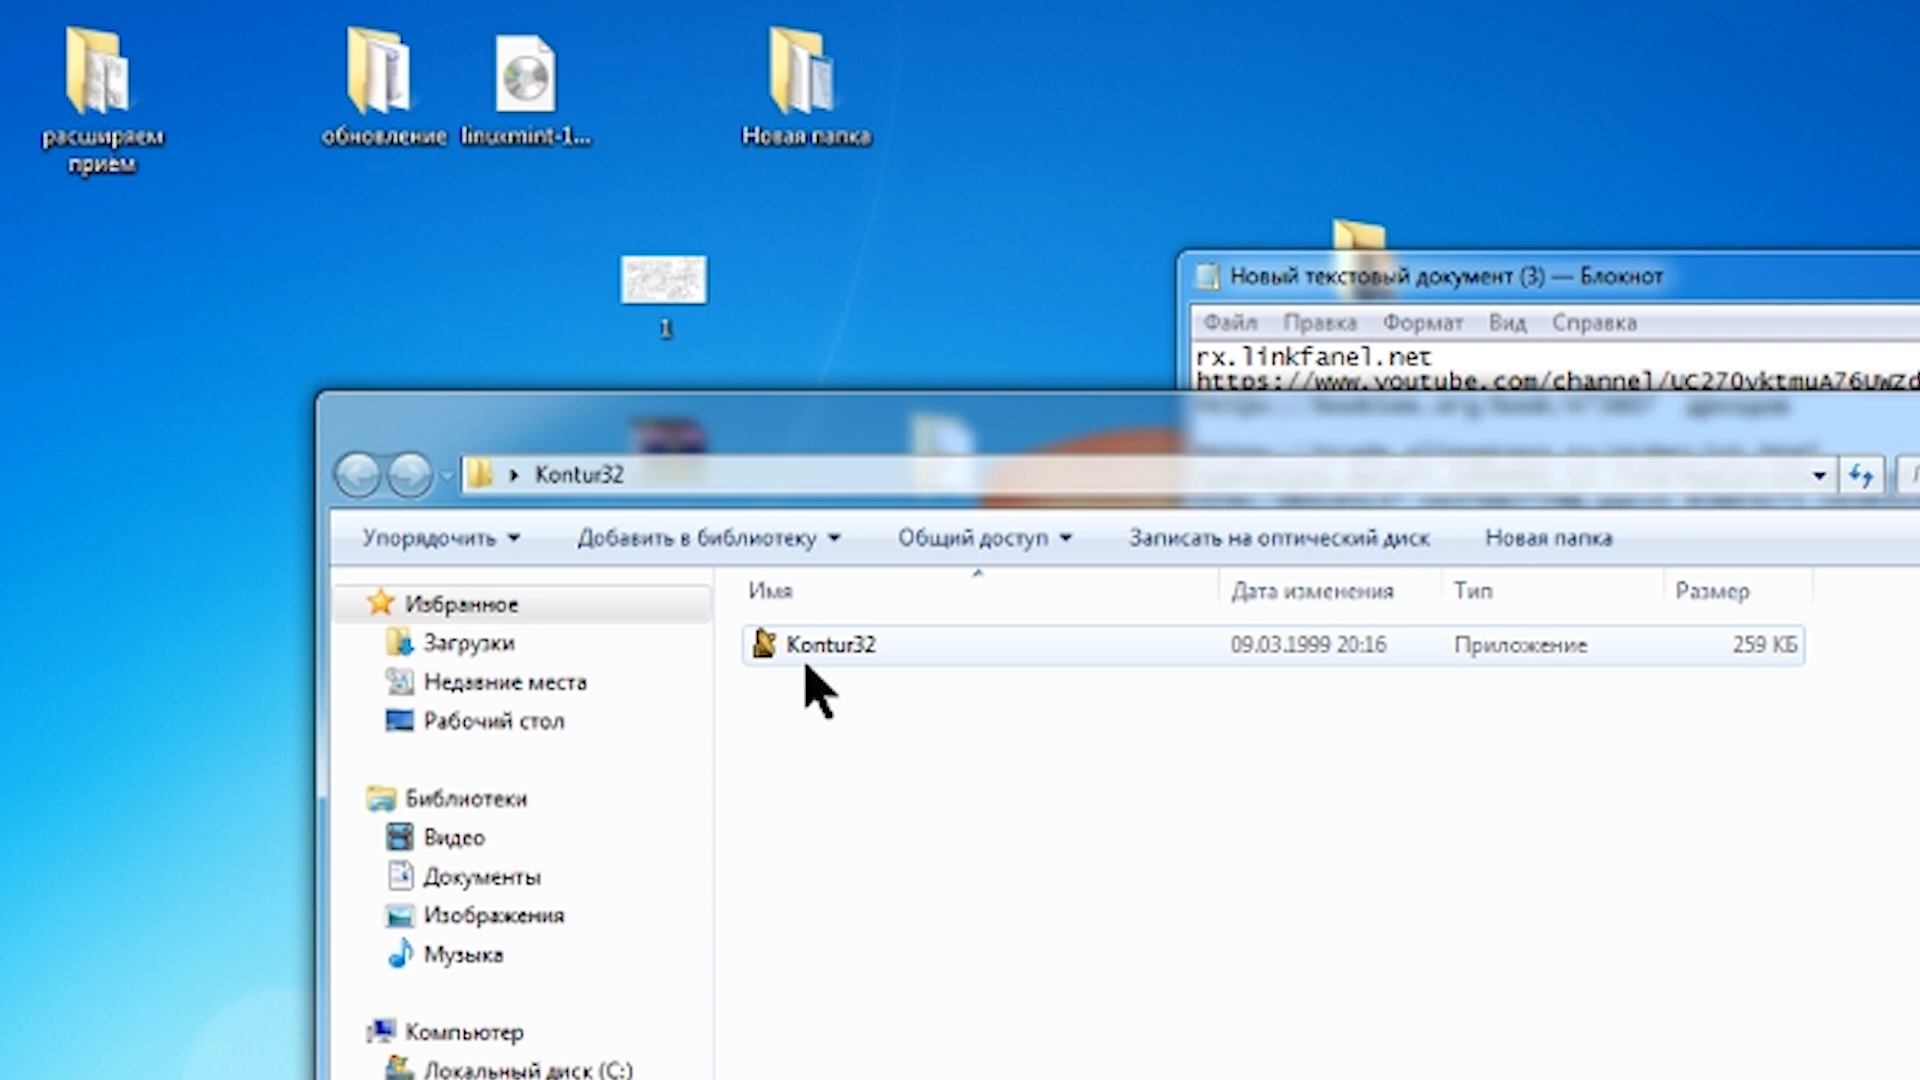 расширяем
приём
обновление
linuxmint-1...
Новая папка
1
Новый текстовый документ (3) — Блокнот
Файл Правка Формат Вид Справка
rx.linkfanel.net
Kontur32
Упорядочить
Добавить в библиотеку
Общий доступ
Записать на оптический диск
Новая папка
Имя
Дата изменения
Тип
Размер
Kontur32
09.03.1999 20:16
Приложение
259 КБ
Избранное
Загрузки
Недавние места
Рабочий стол
Библиотеки
Видео
Документы
Изображения
Музыка
Компьютер
Локальный диск (C:)